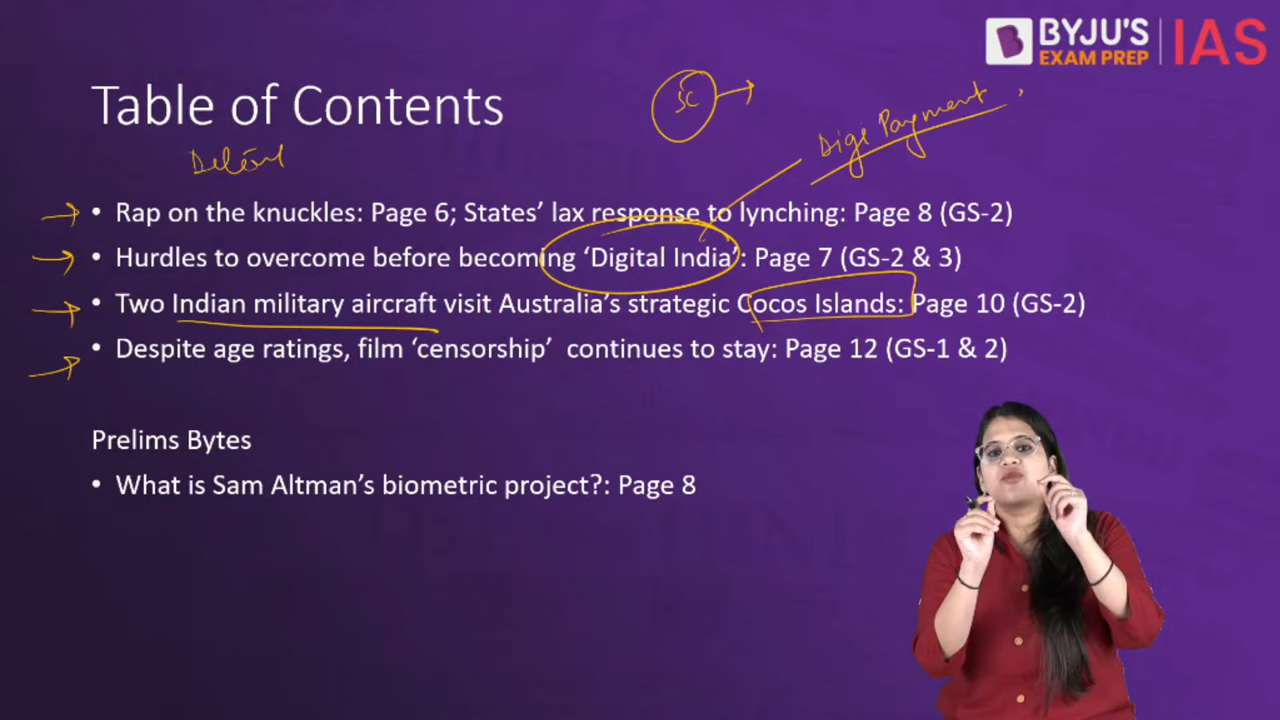 BYJU'S
EXAM PREP
IAS
Table of Contents
SC
Digi Payment
• Rap on the knuckles: Page 6; States’ lax response to lynching: Page 8 (GS-2)
• Hurdles to overcome before becoming ‘Digital India’: Page 7 (GS-2 & 3)
• Two Indian military aircraft visit Australia’s strategic Cocos Islands: Page 10 (GS-2)
• Despite age ratings, film ‘censorship’ continues to stay: Page 12 (GS-1 & 2)
Prelims Bytes
• What is Sam Altman’s biometric project?: Page 8